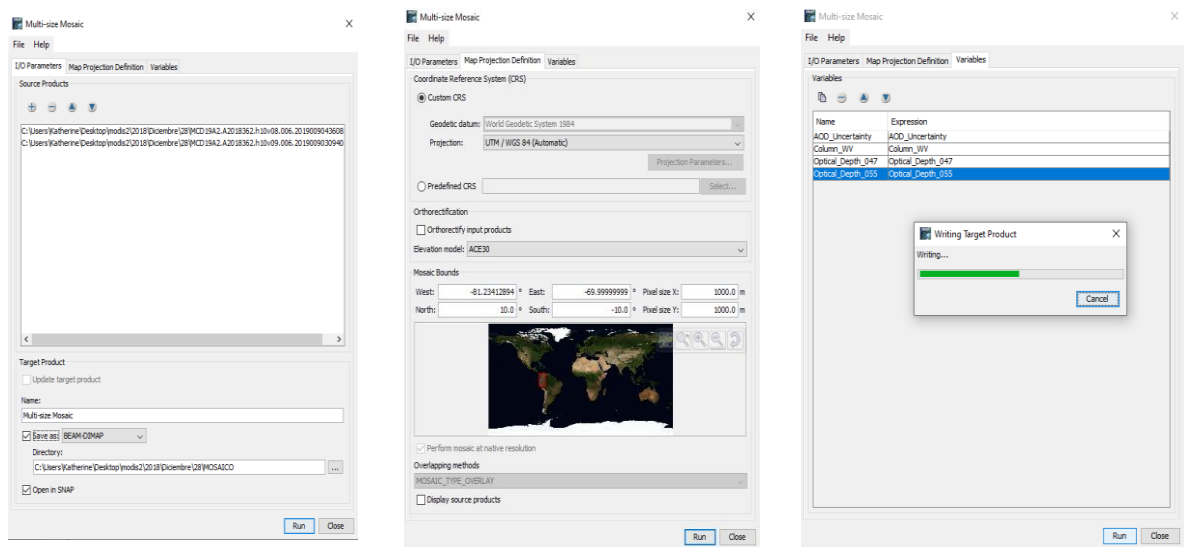 Multi-size Mosaic
File Help
I/O Parameters Map Projection Definition Variables
Source Products
C:\Users\Katherine\Desktop\modis2\2018\Diciembre\28\MCD19A2.A2018362.h10v08.006.2019009043608
C:\Users\Katherine\Desktop\modis2\2018\Diciembre\28\MCD19A2.A2018362.h10v09.006.2019009030940
Target Product
Update target product
Name:
Multi-size Mosaic
Save as: BEAM-DIMAP
Directory:
C:\Users\Katherine\Desktop\modis2\2018\Diciembre\28\MOSAICO
...
Open in SNAP
Run Close
Multi-size Mosaic
File Help
I/O Parameters Map Projection Definition Variables
Coordinate Reference System (CRS)
Custom CRS
Geodetic datum: World Geodetic System 1984
Projection: UTM / WGS 84 (Automatic)
Projection Parameters...
Predefined CRS Select...
Orthorectification
Orthorectify input products
Elevation model: ACE30
Mosaic Bounds
West: -81.23412894 ° East: -69.99999999 ° Pixel size X: 1000.0 m
North: 10.0 ° South: -10.0 ° Pixel size Y: 1000.0 m
Perform mosaic at native resolution
Overlapping methods
MOSAIC_TYPE_OVERLAY
Display source products
Run Close
Multi-size Mosaic
File Help
I/O Parameters Map Projection Definition Variables
Variables
Name Expression
AOD_Uncertainty AOD_Uncertainty
Column_WV Column_WV
Optical_Depth_047 Optical_Depth_047
Optical_Depth_055 Optical_Depth_055
Writing Target Product
Writing...
Cancel
Run Close